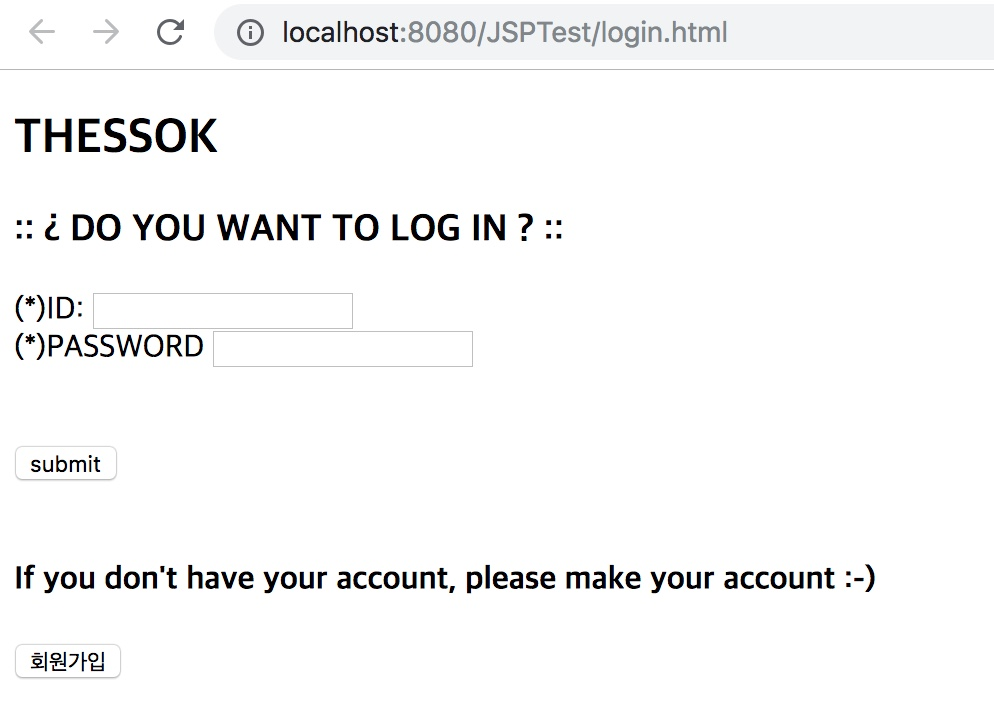 localhost:8080/JSPTest/login.html
THESSOK
:: ¿ DO YOU WANT TO LOG IN ? ::
(*)ID:
(*)PASSWORD
submit
If you don't have your account, please make your account :-)
회원가입